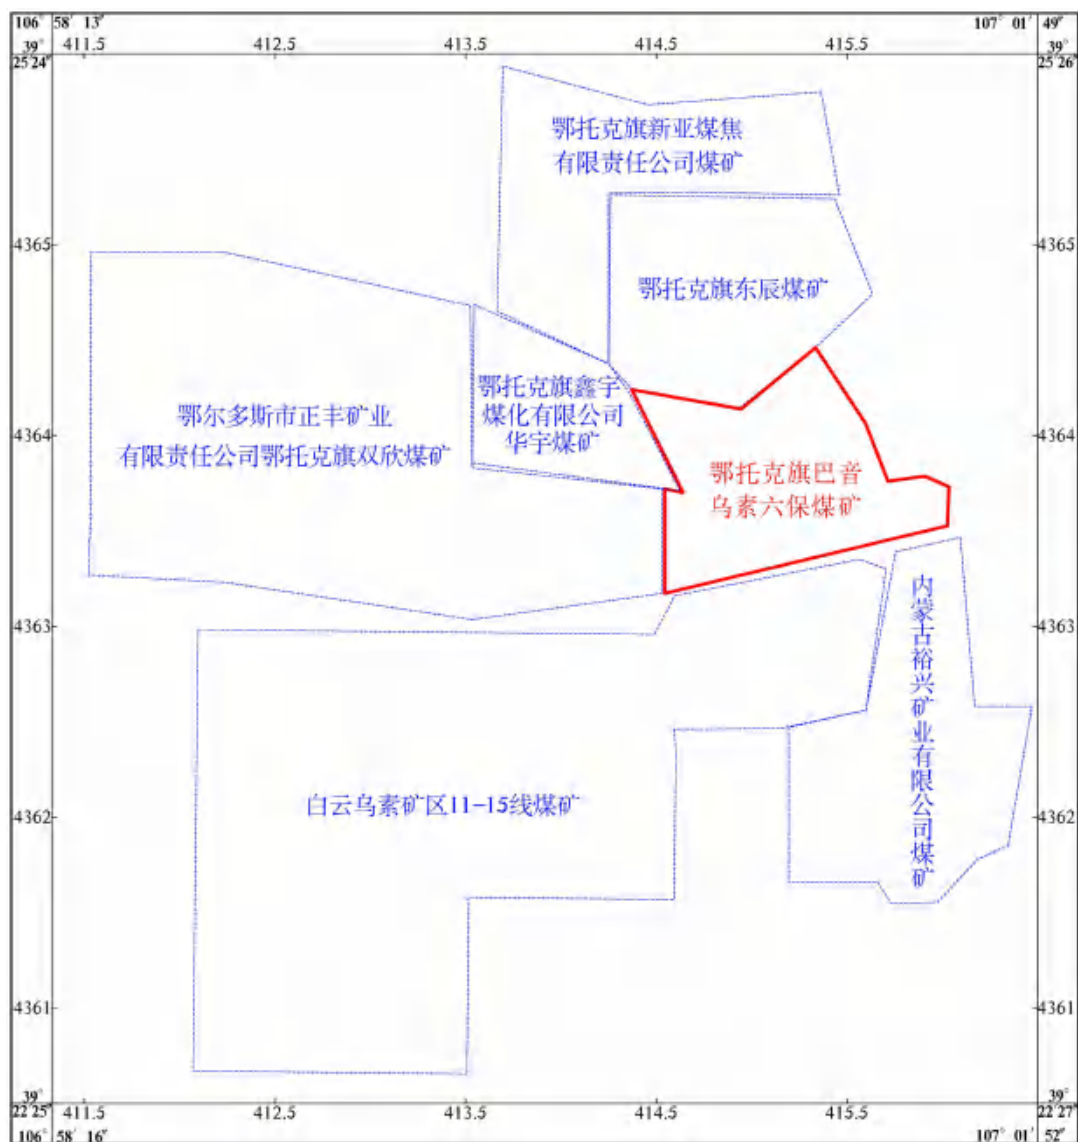 106° 58′ 13″
107° 01′ 49″
39°
411.5
412.5
413.5
414.5
415.5
39°
25′24″
25′26″
鄂托克旗新亚煤焦
有限责任公司煤矿
4365
4365
鄂托克旗东辰煤矿
鄂托克旗鑫宇
煤化有限公司
华宇煤矿
鄂尔多斯市正丰矿业
有限责任公司鄂托克旗双欣煤矿
4364
4364
鄂托克旗巴音
乌素六保煤矿
4363
4363
内蒙古裕兴矿业有限公司煤矿
白云乌素矿区11-15线煤矿
4362
4362
4361
4361
39°
39°
22′25″
411.5
412.5
413.5
414.5
415.5
22′27″
106° 58′ 16″
107° 01′ 52″